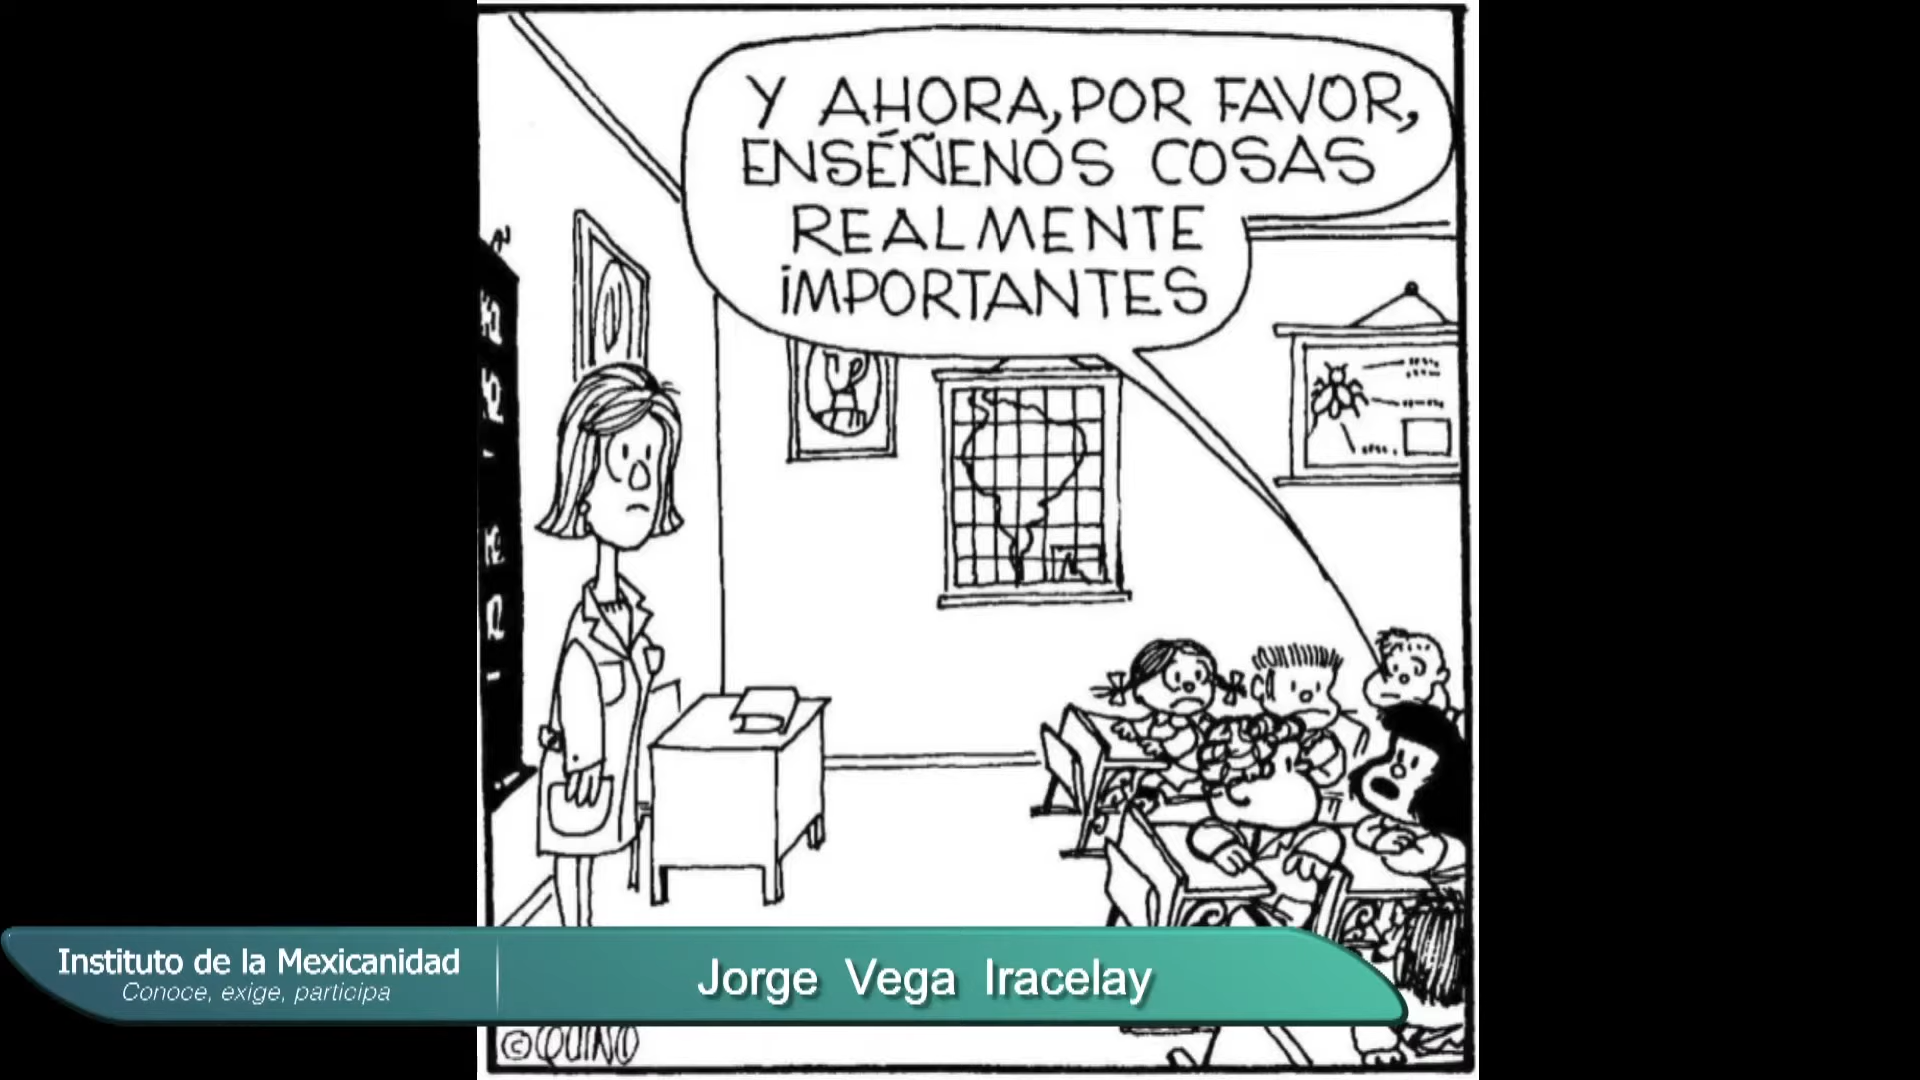 Y AHORA, POR FAVOR,
ENSÉÑENOS COSAS
REALMENTE
iMPORTANTES
Instituto de la Mexicanidad
Conoce, exige, participa
Jorge Vega Iracelay
©QUINO